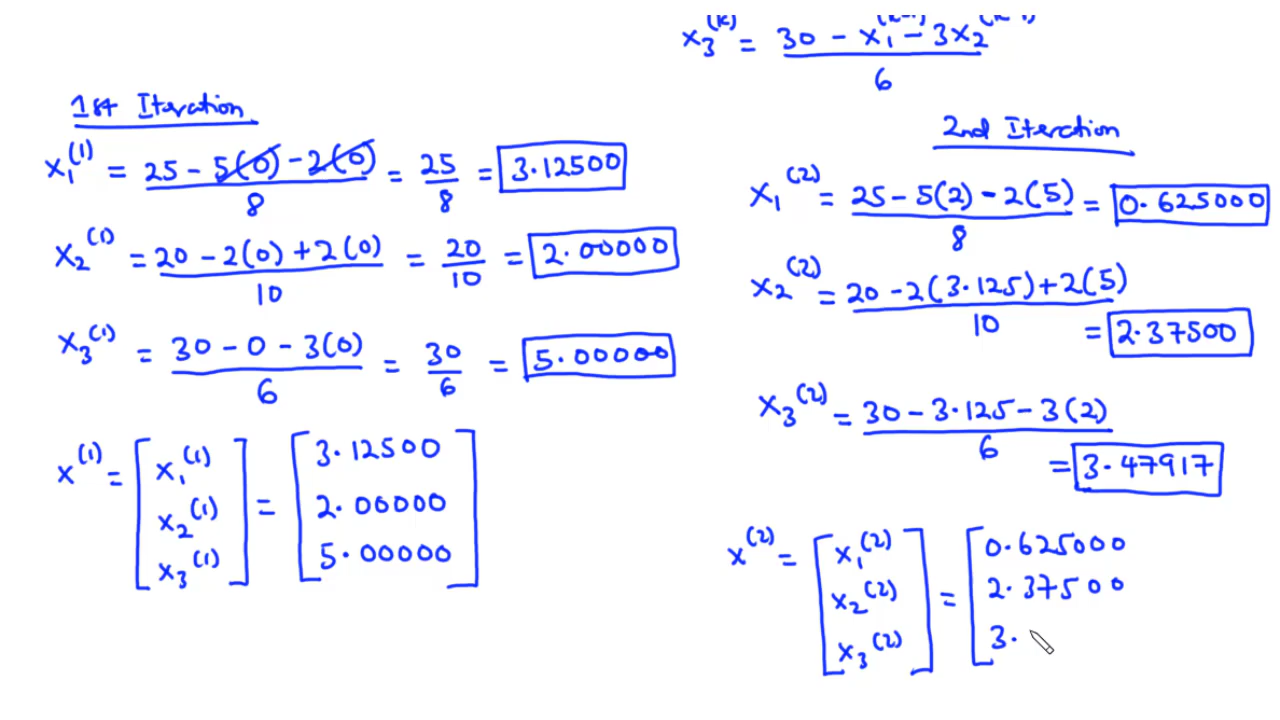 x₃⁽ᵏ⁾ = (30 - x₁⁽ᵏ⁻¹⁾ - 3x₂⁽ᵏ⁻¹⁾)/6
1st Iteration
x₁⁽¹⁾ = (25 - 5(0) - 2(0))/8 = 25/8 = 3.12500
x₂⁽¹⁾ = (20 - 2(0) + 2(0))/10 = 20/10 = 2.00000
x₃⁽¹⁾ = (30 - 0 - 3(0))/6 = 30/6 = 5.00000
x⁽¹⁾ = [x₁⁽¹⁾ x₂⁽¹⁾ x₃⁽¹⁾] = [3.12500 2.00000 5.00000]
2nd Iteration
x₁⁽²⁾ = (25 - 5(2) - 2(5))/8 = 0.625000
x₂⁽²⁾ = (20 - 2(3.125) + 2(5))/10
= 2.37500
x₃⁽²⁾ = (30 - 3.125 - 3(2))/6
= 3.47917
x⁽²⁾ = [x₁⁽²⁾ x₂⁽²⁾ x₃⁽²⁾] = [0.625000 2.37500 3.